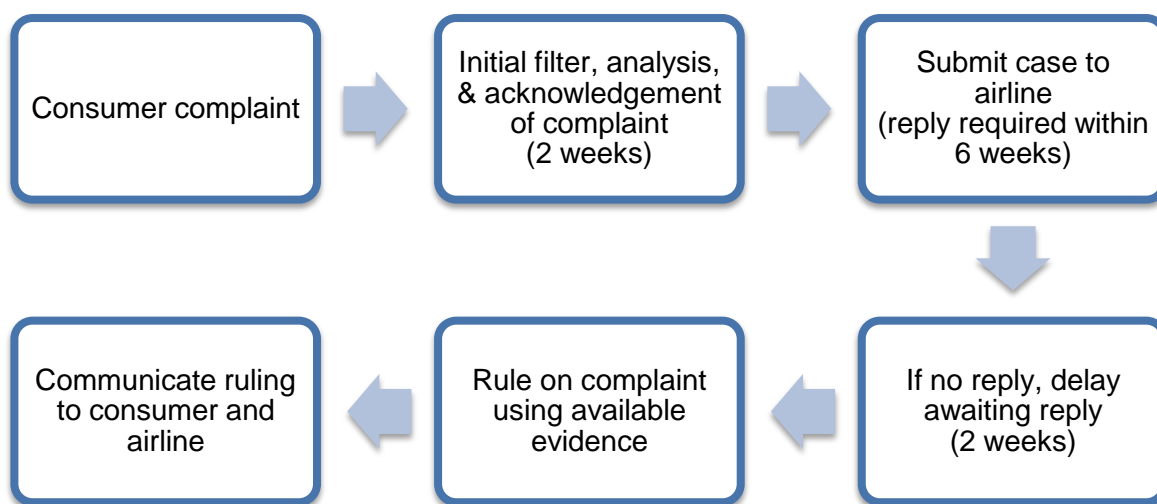 Consumer complaint
Initial filter, analysis,
& acknowledgement
of complaint
(2 weeks)
Submit case to
airline
(reply required within
6 weeks)
If no reply, delay
awaiting reply
(2 weeks)
Rule on complaint
using available
evidence
Communicate ruling
to consumer and
airline